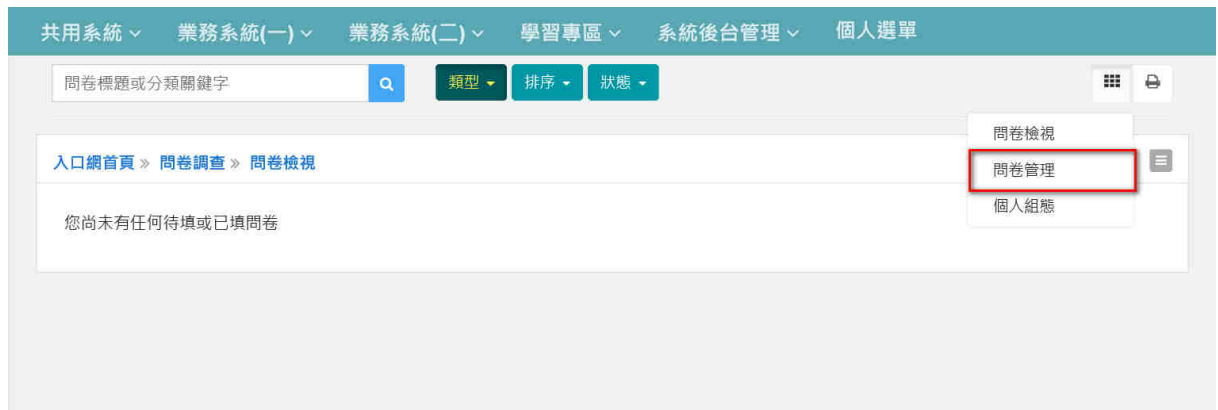 共用系統 業務系統(一) 業務系統(二) 學習專區 系統後台管理 個人選單
問卷標題或分類關鍵字 類型 排序 狀態
問卷檢視
入口網首頁 » 問卷調查 » 問卷檢視
問卷管理
個人組態
您尚未有任何待填或已填問卷